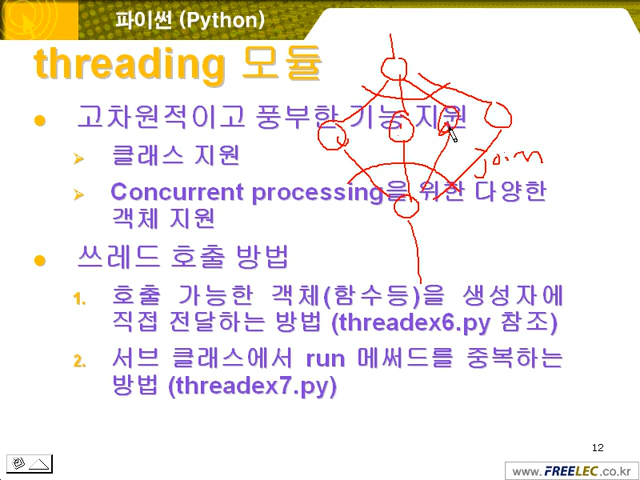 파이썬 (Python)
threading 모듈
고차원적이고 풍부한 기능 지원
클래스 지원
join
Concurrent processing을 위한 다양한
객체 지원
쓰레드 호출 방법
1. 호출 가능한 객체(함수등)을 생성자에
직접 전달하는 방법 (threadex6.py 참조)
2. 서브 클래스에서 run 메써드를 중복하는
방법 (threadex7.py)
12
www.FREELEC.co.kr